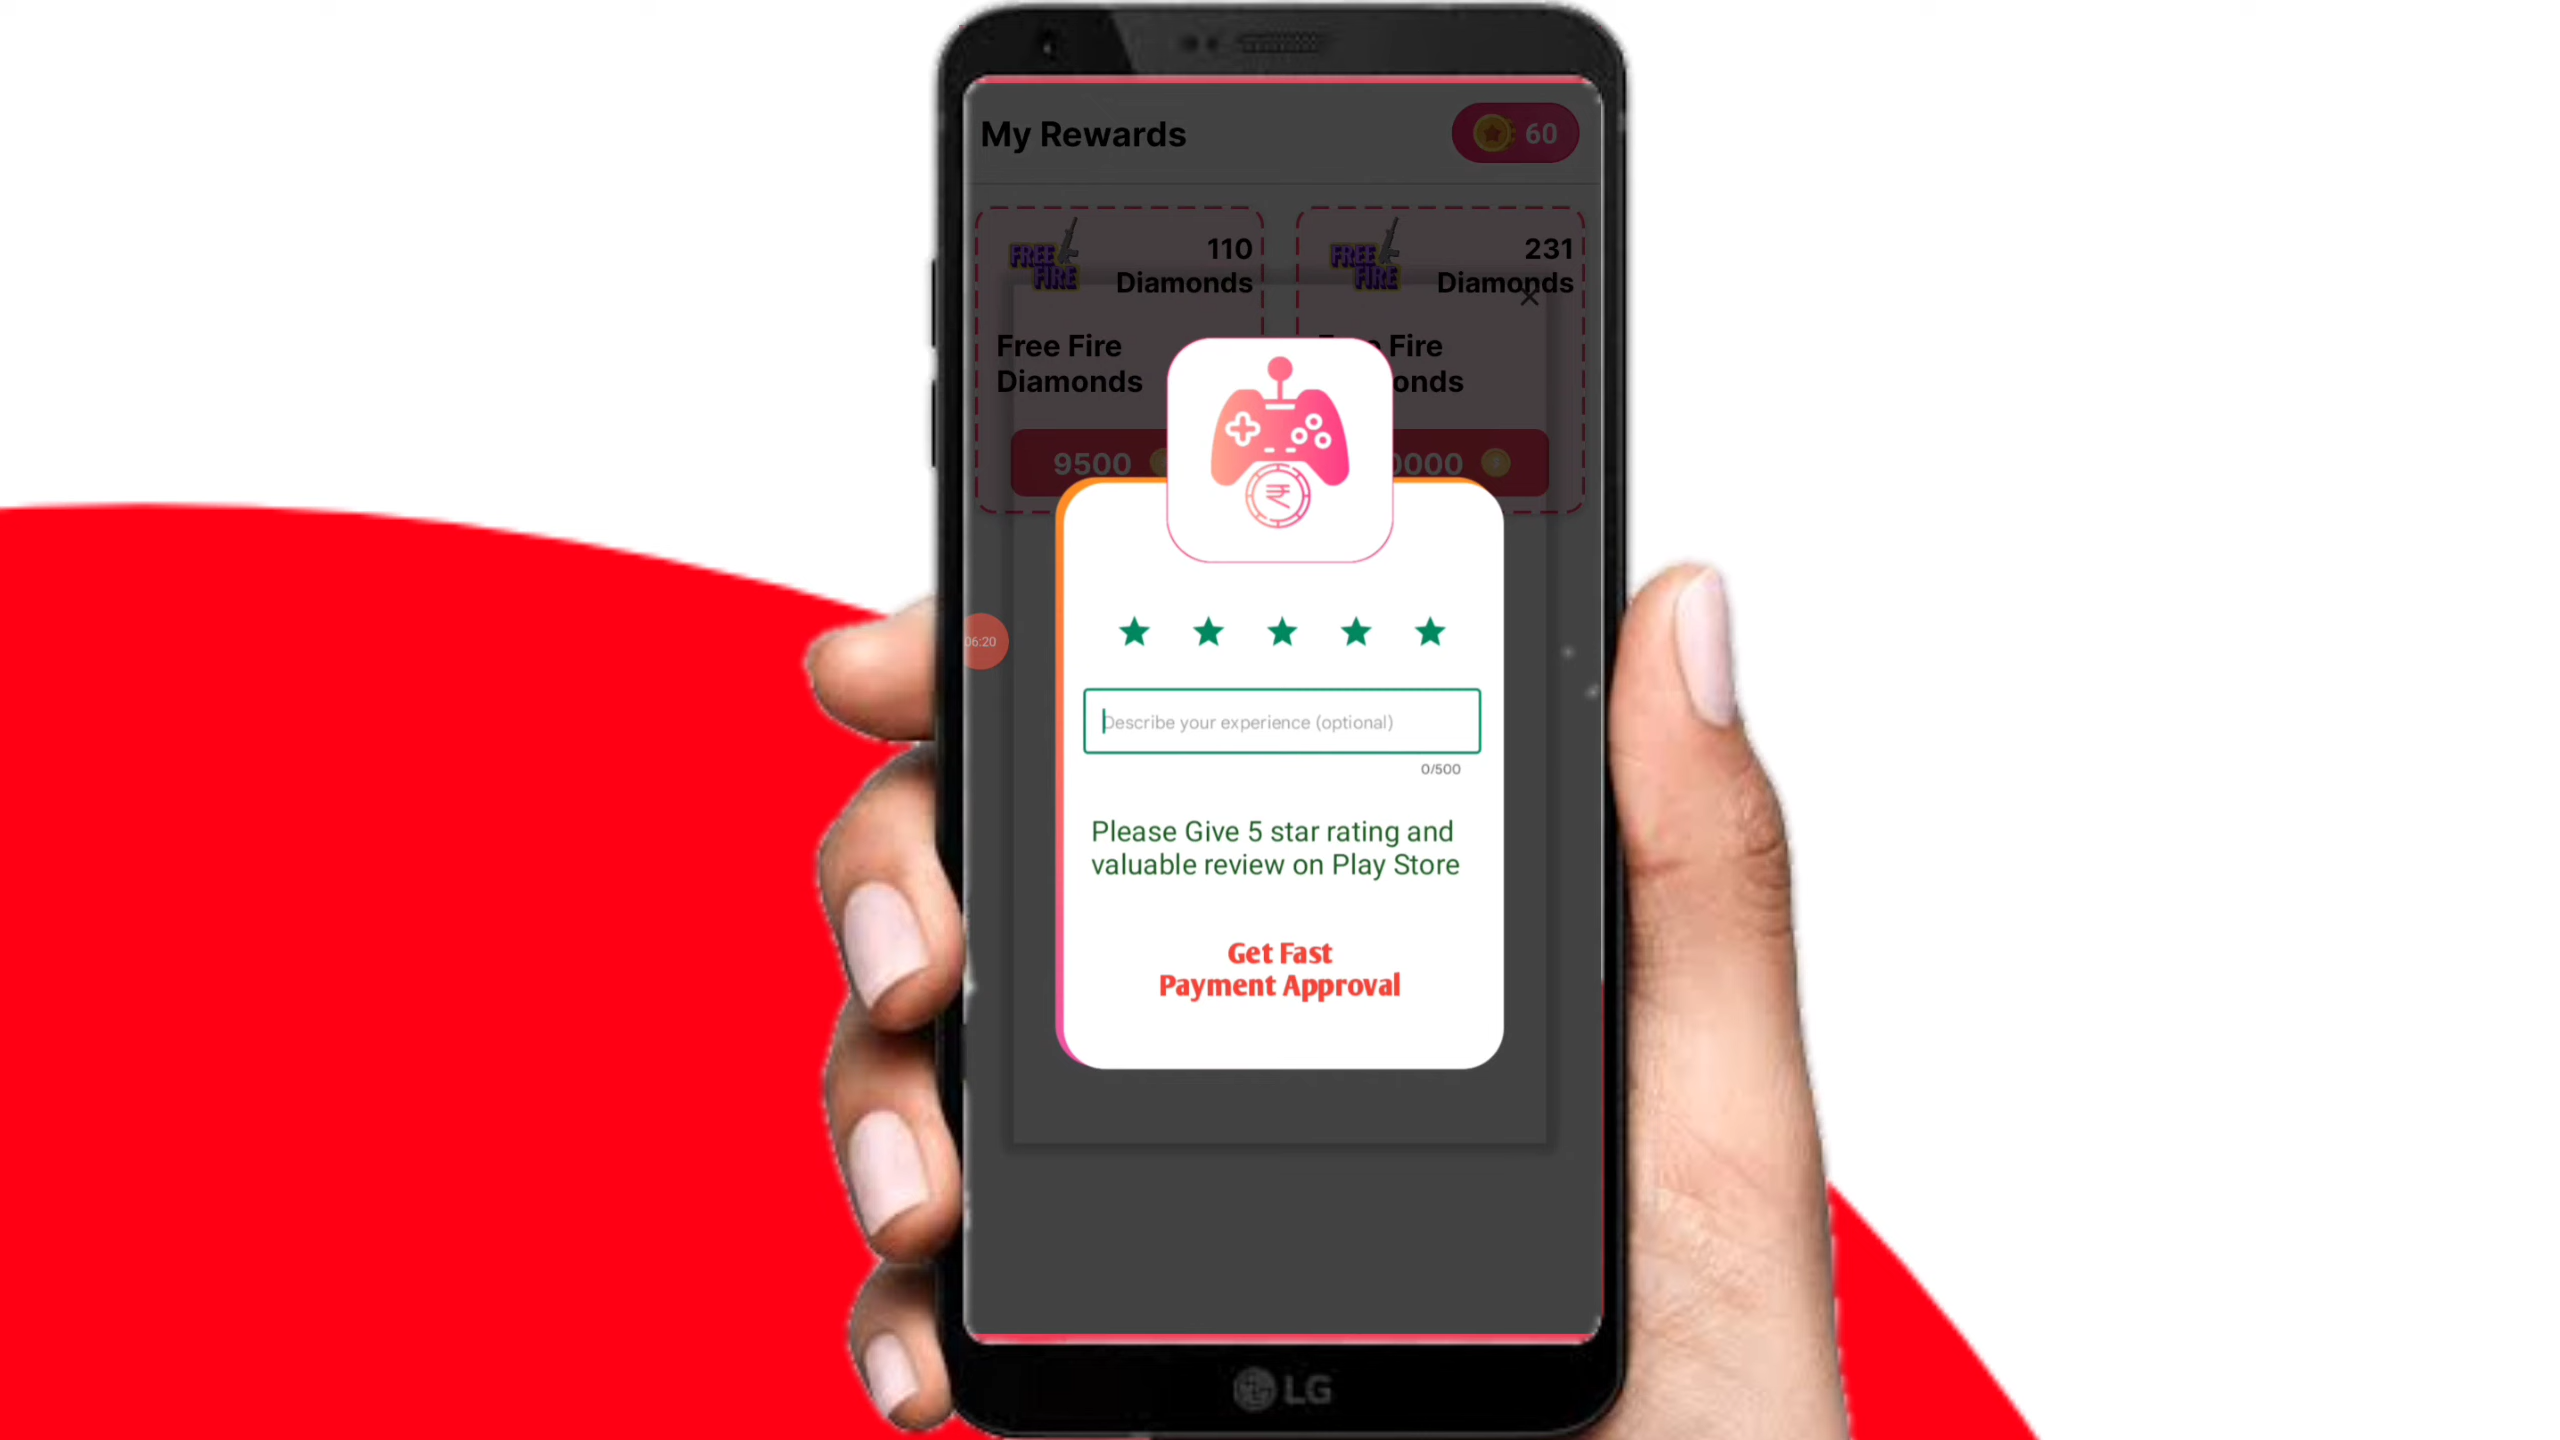 My Rewards
60
FREE FIRE
110
Diamonds
FREE FIRE
231
Diamonds
Free Fire
Diamonds
Fire
onds
9500
0000
06:20
Describe your experience (optional)
0/500
Please Give 5 star rating and
valuable review on Play Store
Get Fast
Payment Approval
LG